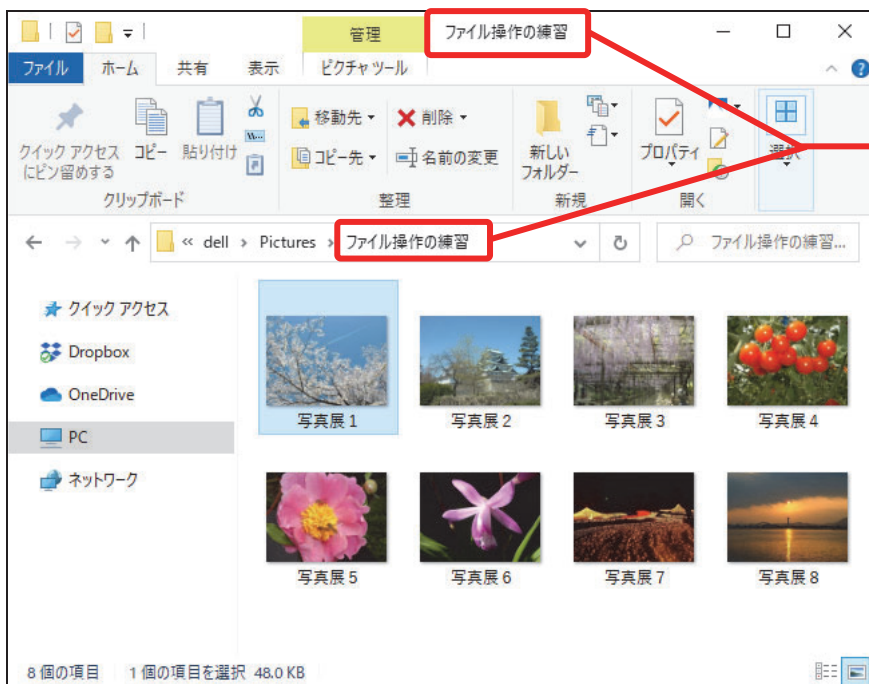 管理 ファイル操作の練習
ファイル ホーム 共有 表示 ピクチャ ツール
クイック アクセス
にピン留めする
コピー
貼り付け
移動先
コピー先
削除
名前の変更
新しい
フォルダー
プロパティ
選択
クリップボード 整理 新規 開く
« dell › Pictures › ファイル操作の練習 ファイル操作の練習...
クイック アクセス
Dropbox
OneDrive
PC
ネットワーク
写真展1 写真展2 写真展3 写真展4
写真展5 写真展6 写真展7 写真展8
8 個の項目 1 個の項目を選択 48.0 KB